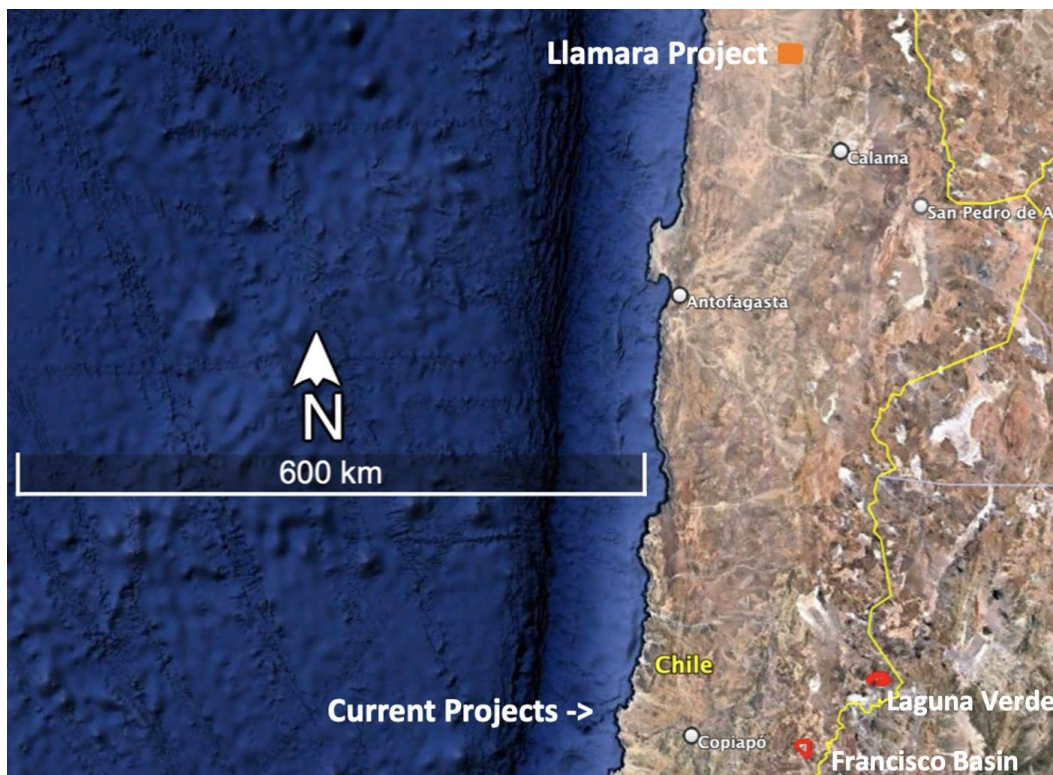 Llamara Project
Calama
San Pedro de A
Antofagasta
N
600 km
Chile
Laguna Verde
Current Projects ->
Copiapó
Francisco Basin